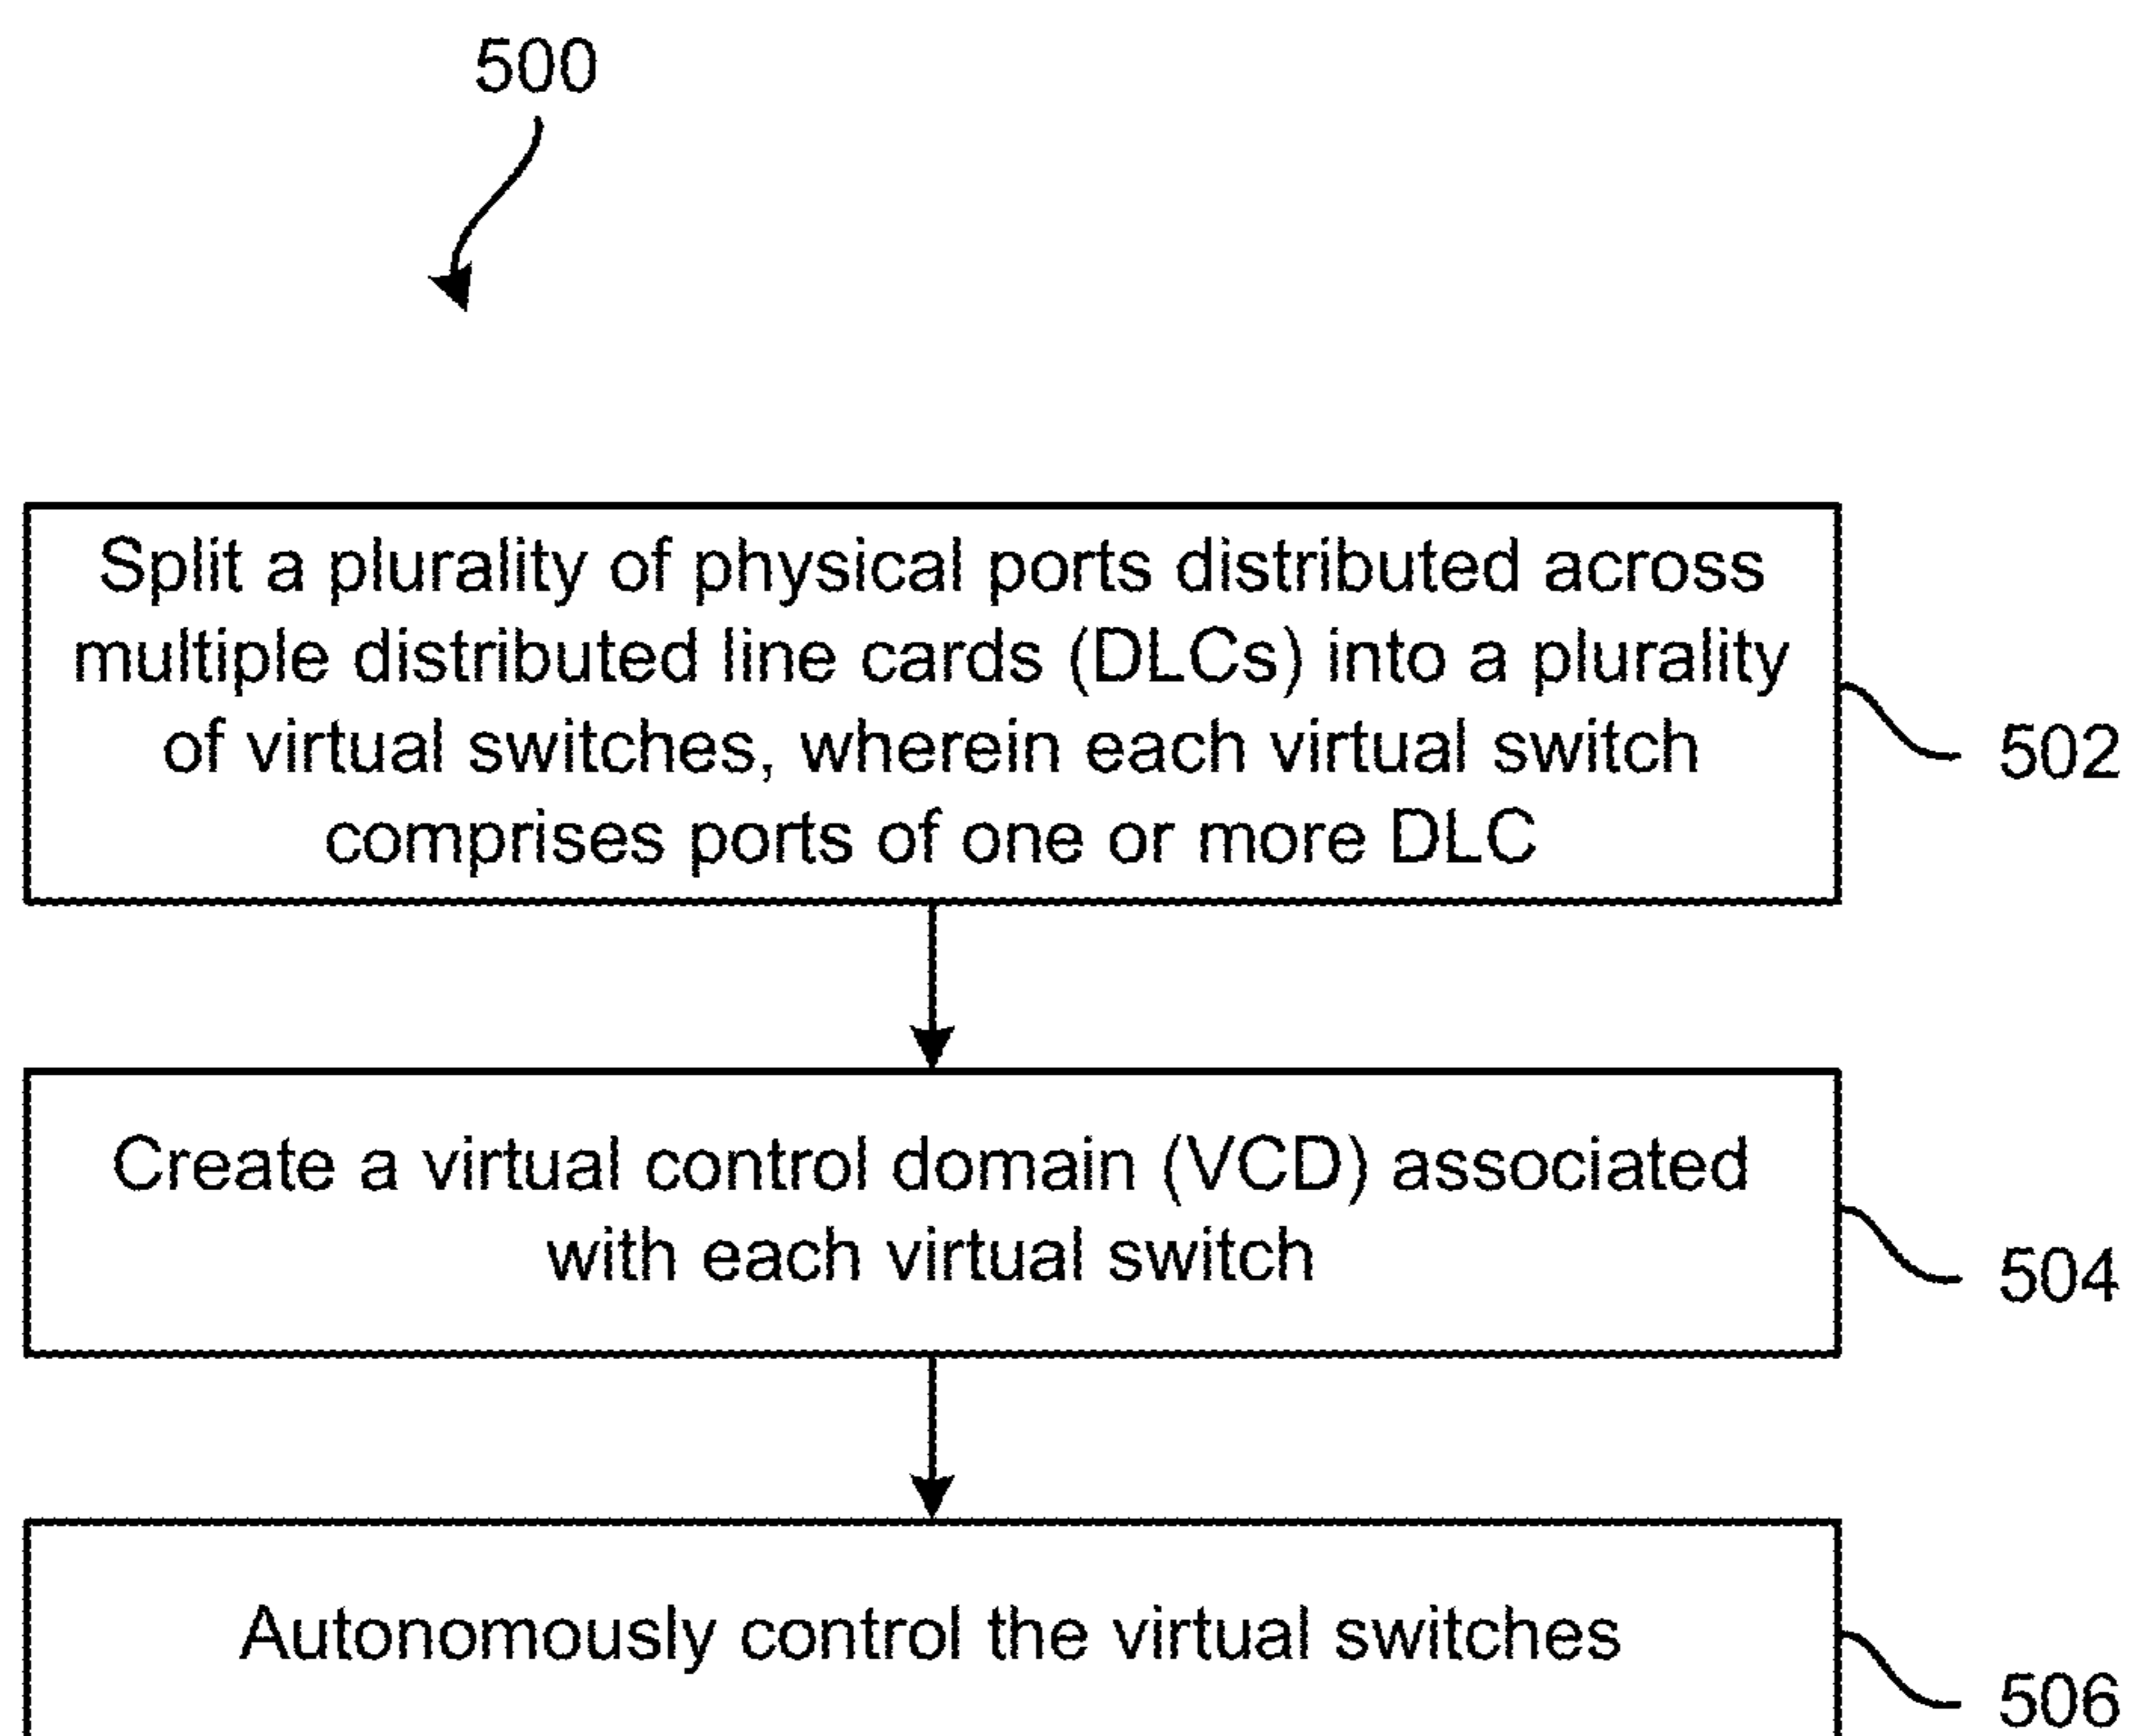 500
Split a plurality of physical ports distributed across
multiple distributed line cards (DLCs) into a plurality
of virtual switches, wherein each virtual switch
comprises ports of one or more DLC
502
Create a virtual control domain (VCD) associated
with each virtual switch
504
Autonomously control the virtual switches
506